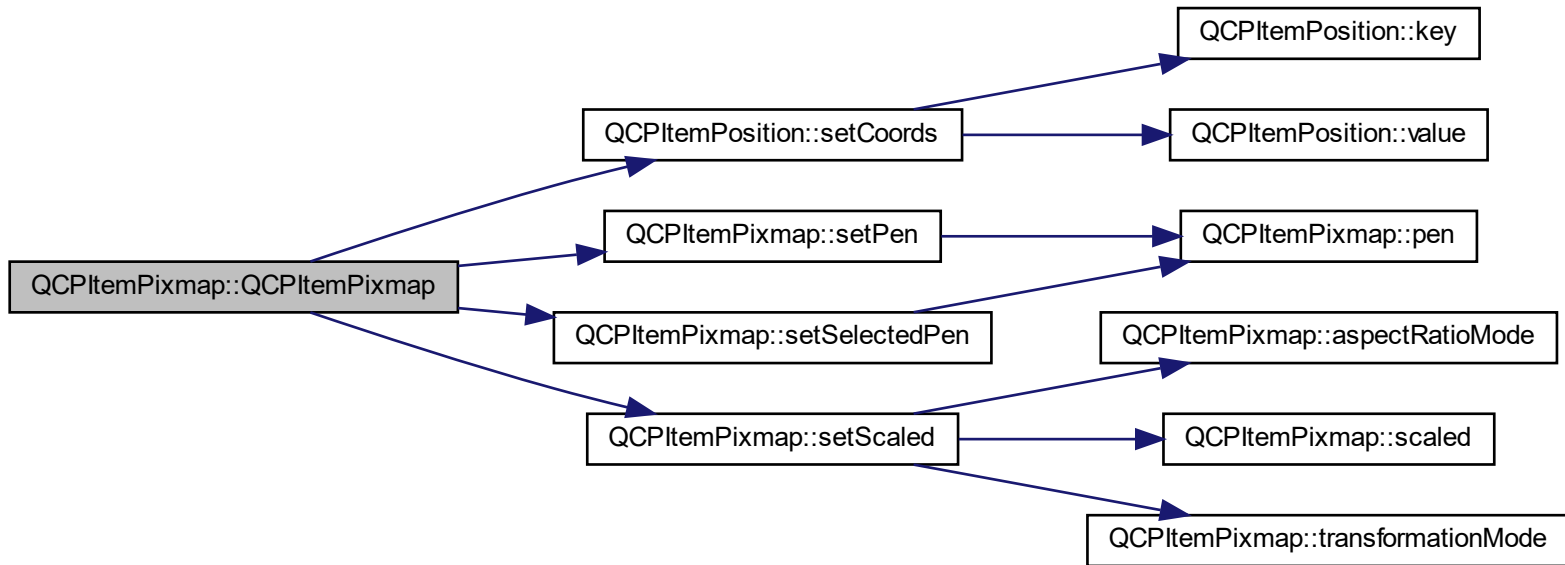 QCPItemPosition::key
QCPItemPosition::setCoords
QCPItemPosition::value
QCPItemPixmap::setPen
QCPItemPixmap::pen
QCPItemPixmap::QCPItemPixmap
QCPItemPixmap::setSelectedPen
QCPItemPixmap::aspectRatioMode
QCPItemPixmap::setScaled
QCPItemPixmap::scaled
QCPItemPixmap::transformationMode